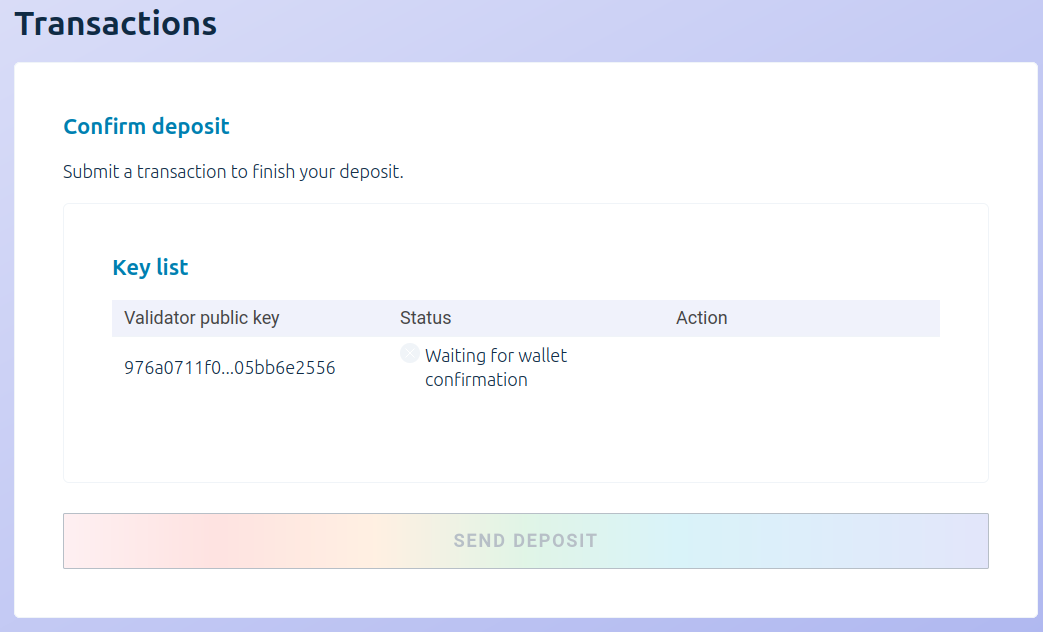 Transactions
Confirm deposit
Submit a transaction to finish your deposit.
Key list
Validator public key Status Action
976a0711f0...05bb6e2556 Waiting for wallet
confirmation
SEND DEPOSIT